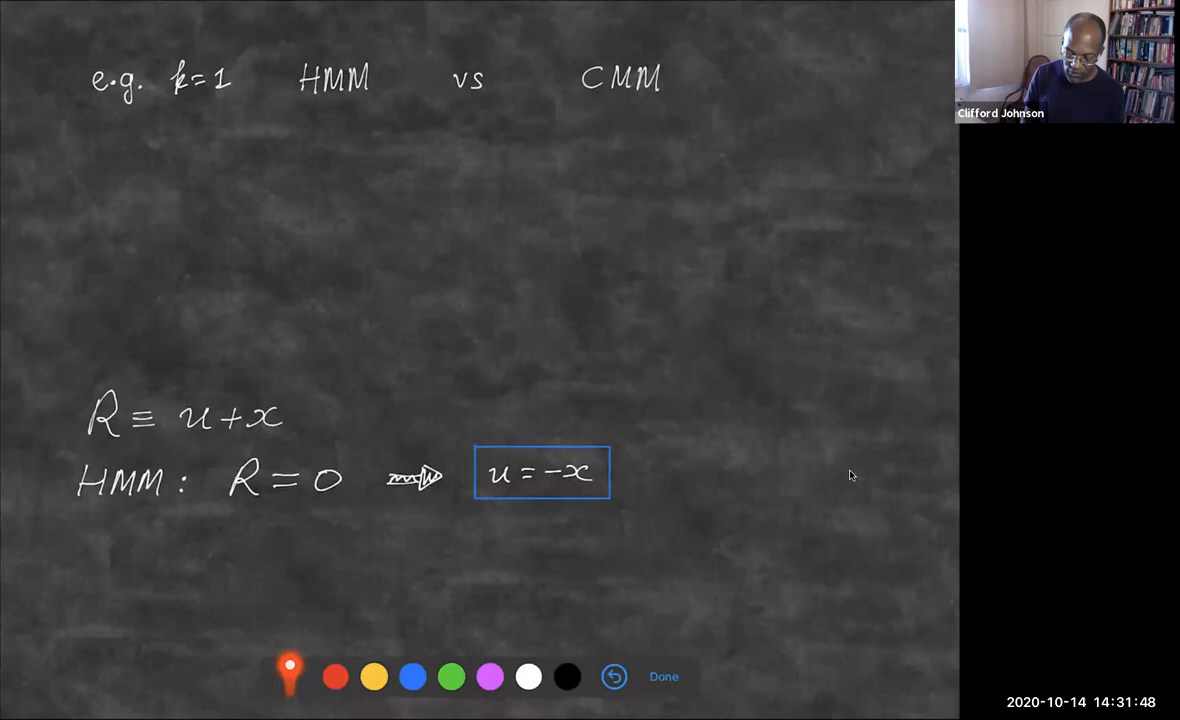 e.g. k=1 HMM vs CMM
Clifford Johnson
R ≡ u+x
HMM: R = 0 ⇒ u = -x
Done
2020-10-14 14:31:48